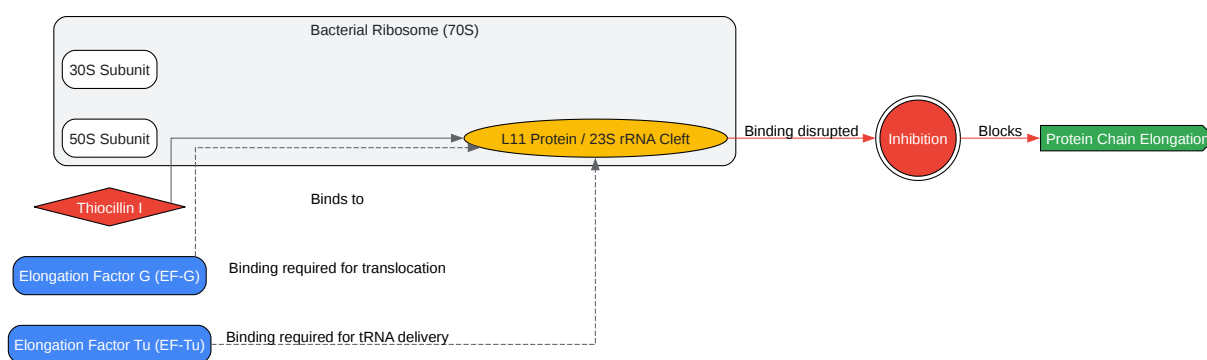 Bacterial Ribosome (70S)
30S Subunit
50S Subunit
L11 Protein / 23S rRNA Cleft
Binding disrupted
Inhibition
Blocks
Protein Chain Elongation
Thiocillin I
Binds to
Elongation Factor G (EF-G)
Binding required for translocation
Elongation Factor Tu (EF-Tu)
Binding required for tRNA delivery